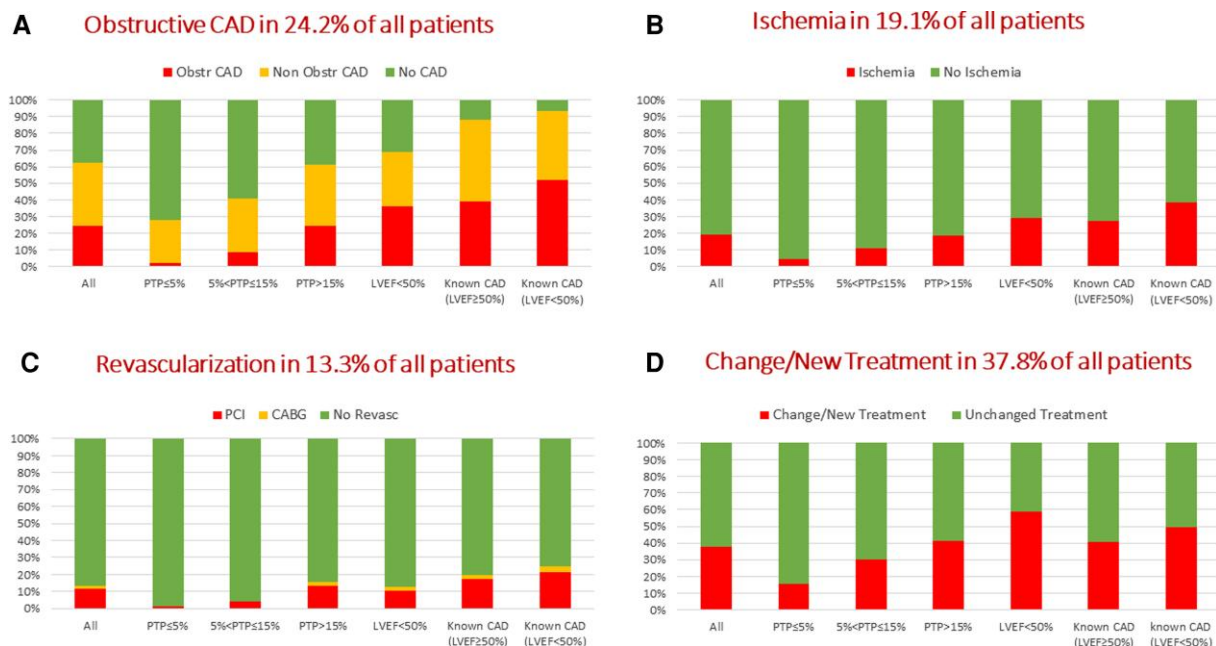 A Obstructive CAD in 24.2% of all patients
Obstr CAD Non Obstr CAD No CAD
100%
90%
80%
70%
60%
50%
40%
30%
20%
10%
0%
All PTP≤5% 5%<PTP≤15% PTP>15% LVEF<50% Known CAD Known CAD
(LVEF≥50%) (LVEF<50%)
B Ischemia in 19.1% of all patients
Ischemia No Ischemia
100%
90%
80%
70%
60%
50%
40%
30%
20%
10%
0%
All PTP≤5% 5%<PTP≤15% PTP>15% LVEF<50% Known CAD Known CAD
(LVEF≥50%) (LVEF<50%)
C Revascularization in 13.3% of all patients
PCI CABG No Revasc
100%
90%
80%
70%
60%
50%
40%
30%
20%
10%
0%
All PTP≤5% 5%<PTP≤15% PTP>15% LVEF<50% Known CAD Known CAD
(LVEF≥50%) (LVEF<50%)
D Change/New Treatment in 37.8% of all patients
Change/New Treatment Unchanged Treatment
100%
90%
80%
70%
60%
50%
40%
30%
20%
10%
0%
All PTP≤5% 5%<PTP≤15% PTP>15% LVEF<50% Known CAD known CAD
(LVEF≥50%) (LVEF<50%)